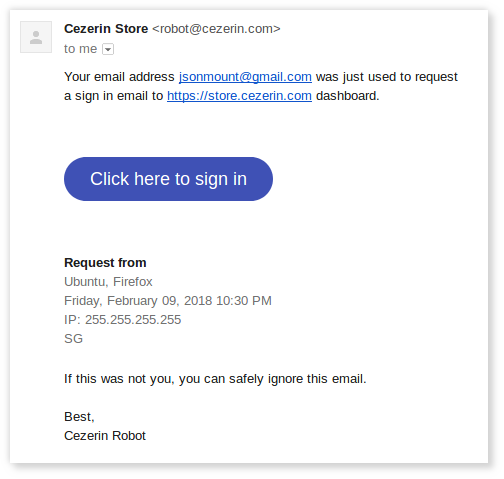 Cezerin Store <robot@cezerin.com>
to me
Your email address jsonmount@gmail.com was just used to request
a sign in email to https://store.cezerin.com dashboard.
Click here to sign in
Request from
Ubuntu, Firefox
Friday, February 09, 2018 10:30 PM
IP: 255.255.255.255
SG
If this was not you, you can safely ignore this email.
Best,
Cezerin Robot